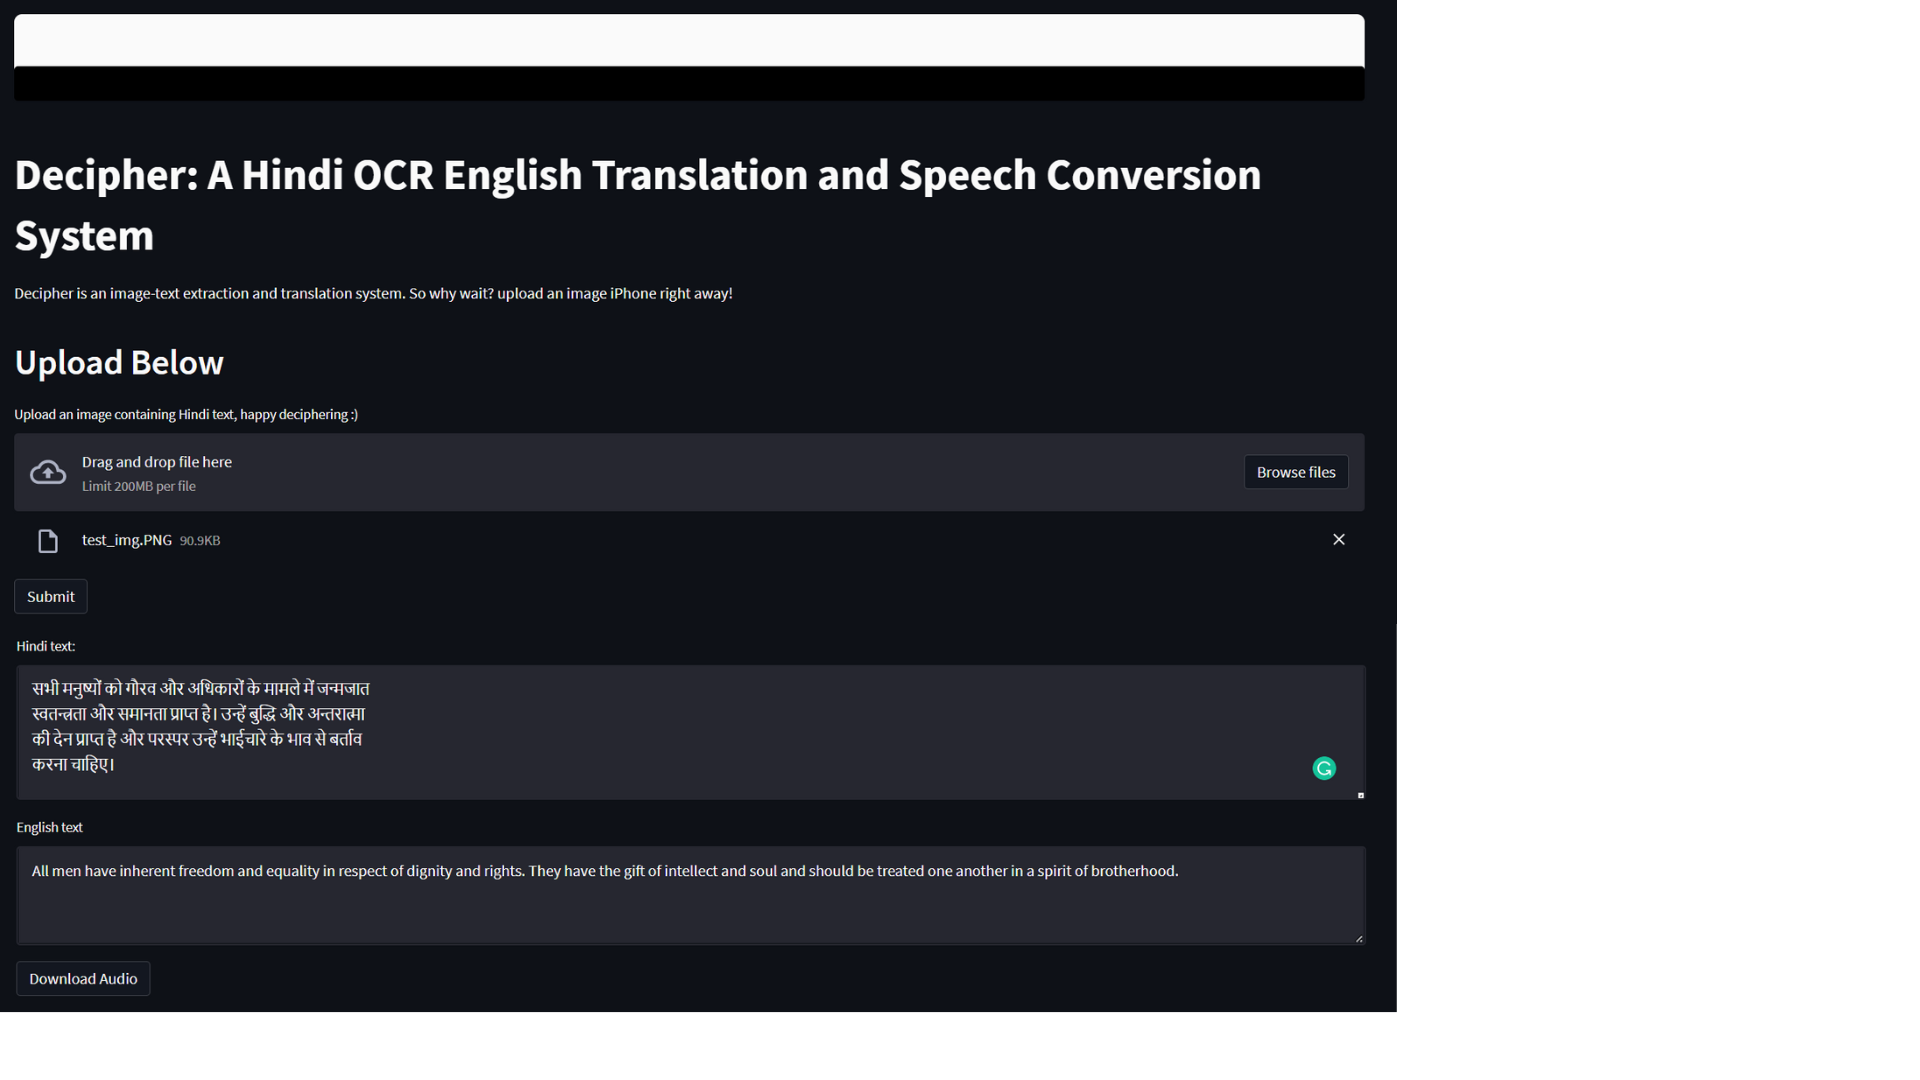 Decipher: A Hindi OCR English Translation and Speech Conversion
System
Decipher is an image-text extraction and translation system. So why wait? upload an image iPhone right away!
Upload Below
Upload an image containing Hindi text, happy deciphering :)
Drag and drop file here
Limit 200MB per file
Browse files
test_img.PNG 90.9KB
Submit
Hindi text:
सभी मनुष्यों को गौरव और अधिकारों के मामले में जन्मजात
स्वतन्त्रता और समानता प्राप्त है। उन्हें बुद्धि और अन्तरात्मा
की देन प्राप्त है और परस्पर उन्हें भाईचारे के भाव से बर्ताव
करना चाहिए।
English text
All men have inherent freedom and equality in respect of dignity and rights. They have the gift of intellect and soul and should be treated one another in a spirit of brotherhood.
Download Audio